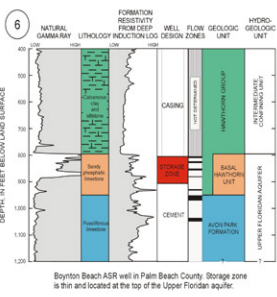 6
NATURAL
GAMMA RAY
LOW
HIGH
LITHOLOGY
FORMATION
RESISTIVITY
FROM DEEP
INDUCTION LOG
LOW
HIGH
WELL
DESIGN
FLOW
ZONES
GEOLOGIC
UNIT
HYDRO-
GEOLOGIC
UNIT
DEPTH, IN FEET BELOW LAND SURFACE
400
500
600
700
800
900
1,000
1,100
1,200
Calcareous
clay and
siltstone
Sandy
phosphatic
limestone
Fossiliferous
limestone
CASING
STORAGE
ZONE
CEMENT
NOT DETERMINED
HAWTHORN GROUP
BASAL
HAWTHORN
UNIT
AVON PARK
FORMATION
?
INTERMEDIATE
CONFINING UNIT
UPPER FLORIDAN AQUIFER
?
Boynton Beach ASR well in Palm Beach County. Storage zone
is thin and located at the top of the Upper Floridan aquifer.